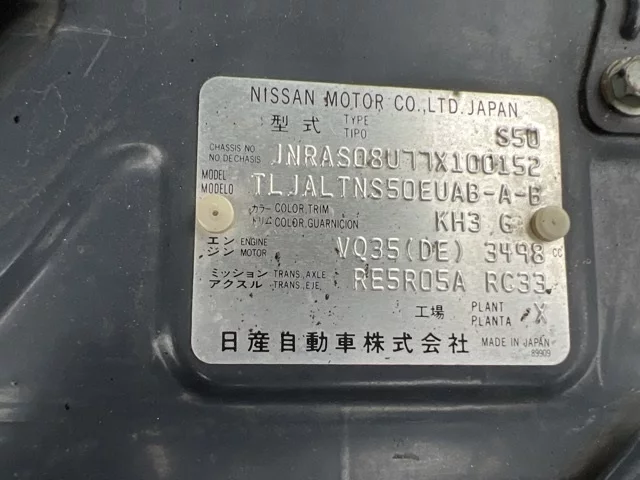 NISSAN MOTOR CO.,LTD.JAPAN
型式 TYPE TIPO S50
CHASSIS NO NO DECHASIS JNRAS08U77X100152
MODEL MODELO TLJALTNS50EUAB-A-B
カラー COLOR,TRIM
トリム COLOR,GUARNICION KH3 G
エンジン ENGINE MOTOR VQ35(DE) 3498 cc
ミッション TRANS,AXLE
アクスル TRANS,EJE, RE5R05A RC33
工場 PLANT PLANTA X
日産自動車株式会社 MADE IN JAPAN
89909